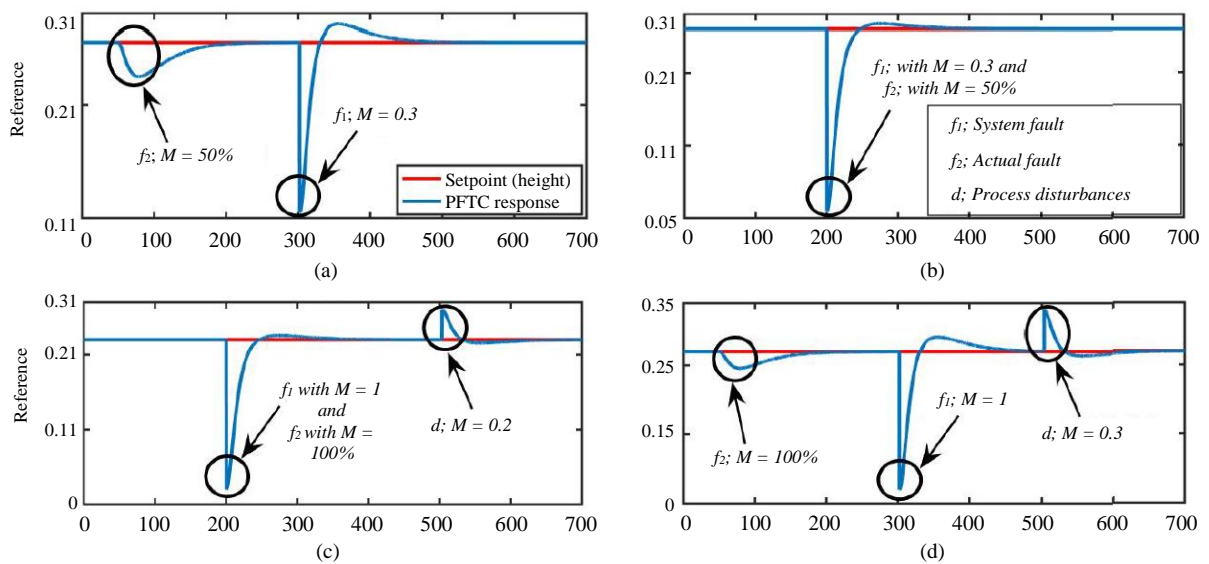 0.31
0.21
0.11
Reference
f2; M = 50%
f1; M = 0.3
Setpoint (height)
PFTC response
0 100 200 300 400 500 600 700
(a)
0.31
0.21
0.11
0.05
f1; with M = 0.3 and
f2; with M = 50%
f1; System fault
f2; Actual fault
d; Process disturbances
0 100 200 300 400 500 600 700
(b)
0.31
0.21
0.11
0
Reference
f1 with M = 1
and
f2 with M =
100%
d; M = 0.2
0 100 200 300 400 500 600 700
(c)
0.35
0.25
0.15
0
f2; M = 100%
f1; M = 1
d; M = 0.3
0 100 200 300 400 500 600 700
(d)